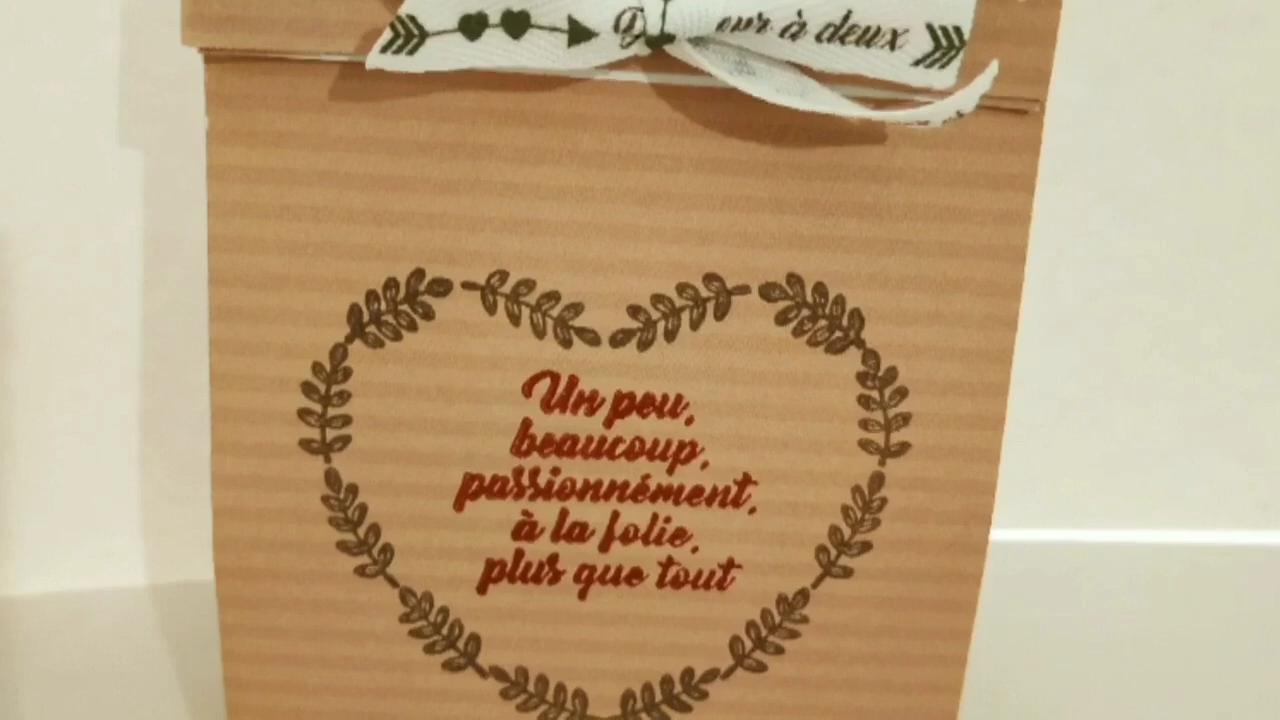 à deux
Un peu,
beaucoup,
passionnément,
à la folie,
plus que tout